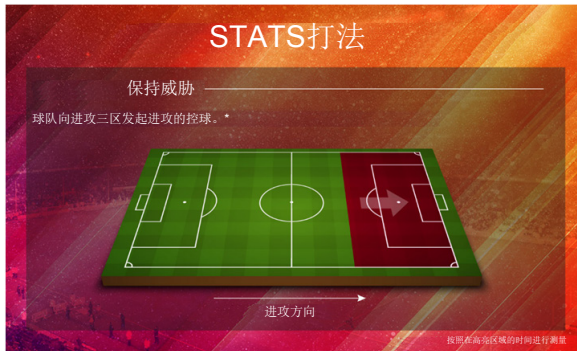 STATS打法
保持威胁
球队向进攻三区发起进攻的控球。*
进攻方向
按照在高亮区域的时间进行测量